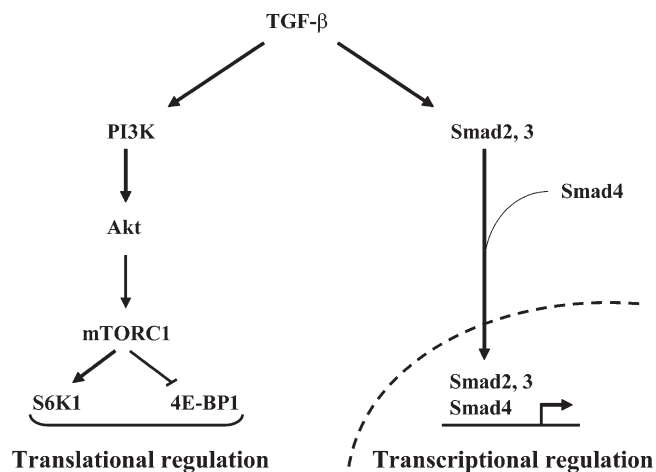 TGF-β
PI3K
Smad2, 3
Smad4
Akt
mTORC1
Smad2, 3
S6K1
4E-BP1
Smad4
Translational regulation
Transcriptional regulation